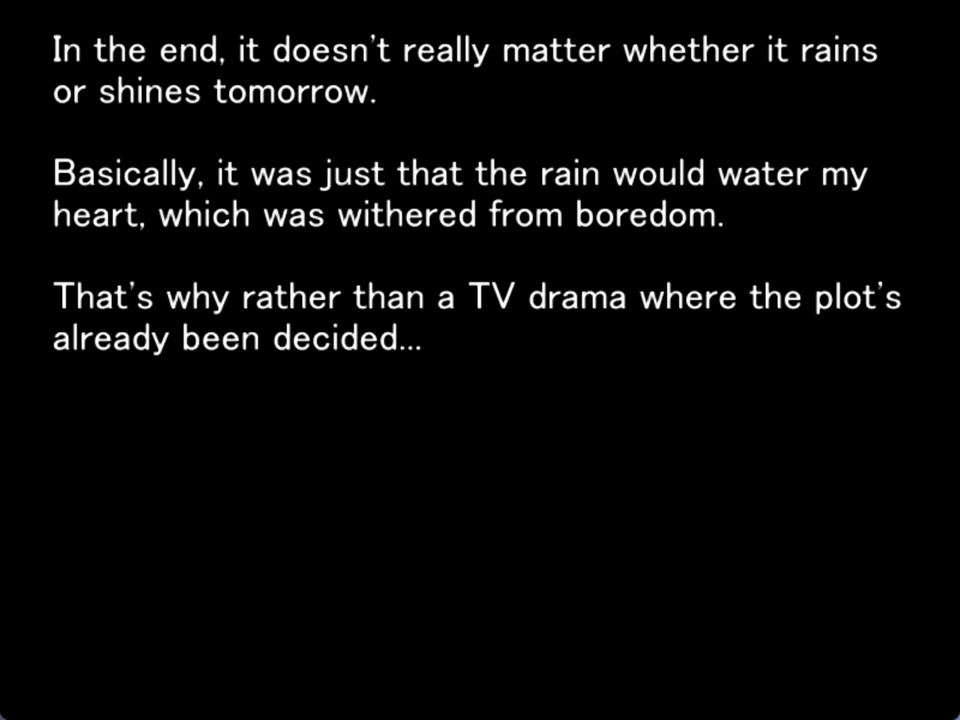 In the end, it doesn't really matter whether it rains
or shines tomorrow.
Basically, it was just that the rain would water my
heart, which was withered from boredom.
That's why rather than a TV drama where the plot's
already been decided...